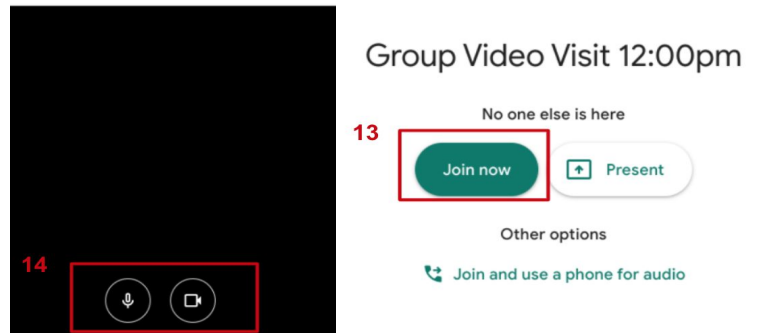 Group Video Visit 12:00pm
No one else is here
13
Join now
Present
Other options
14
Join and use a phone for audio